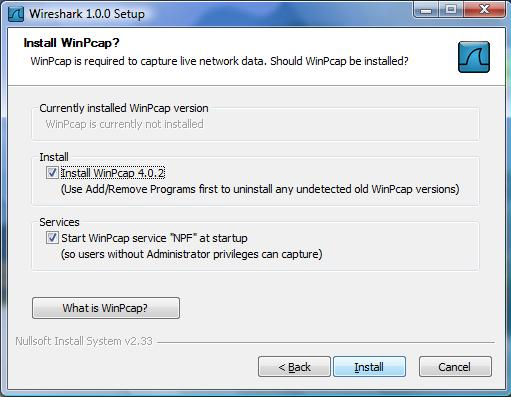 Wireshark 1.0.0 Setup
Install WinPcap?
WinPcap is required to capture live network data. Should WinPcap be installed?
Currently installed WinPcap version
WinPcap is currently not installed
Install
Install WinPcap 4.0.2
(Use Add/Remove Programs first to uninstall any undetected old WinPcap versions)
Services
Start WinPcap service "NPF" at startup
(so users without Administrator privileges can capture)
What is WinPcap?
Nullsoft Install System v2.33
< Back
Install
Cancel